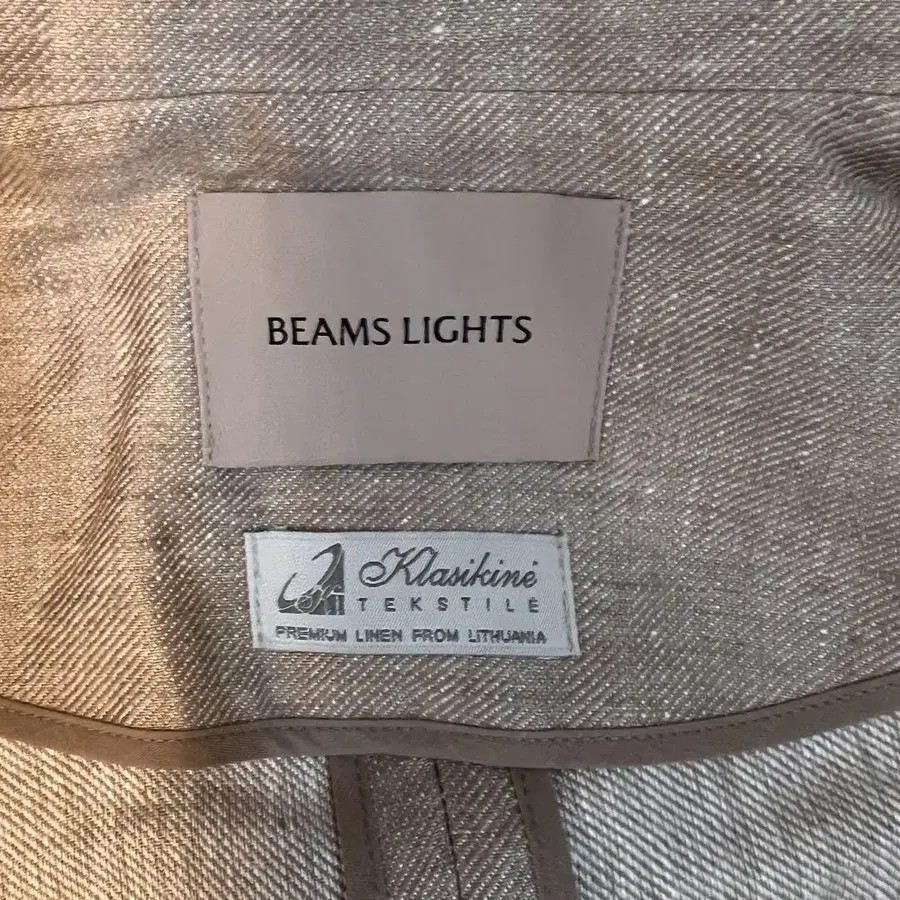 BEAMS LIGHTS
Klasikinė
TEKSTILĖ
PREMIUM LINEN FROM LITHUANIA